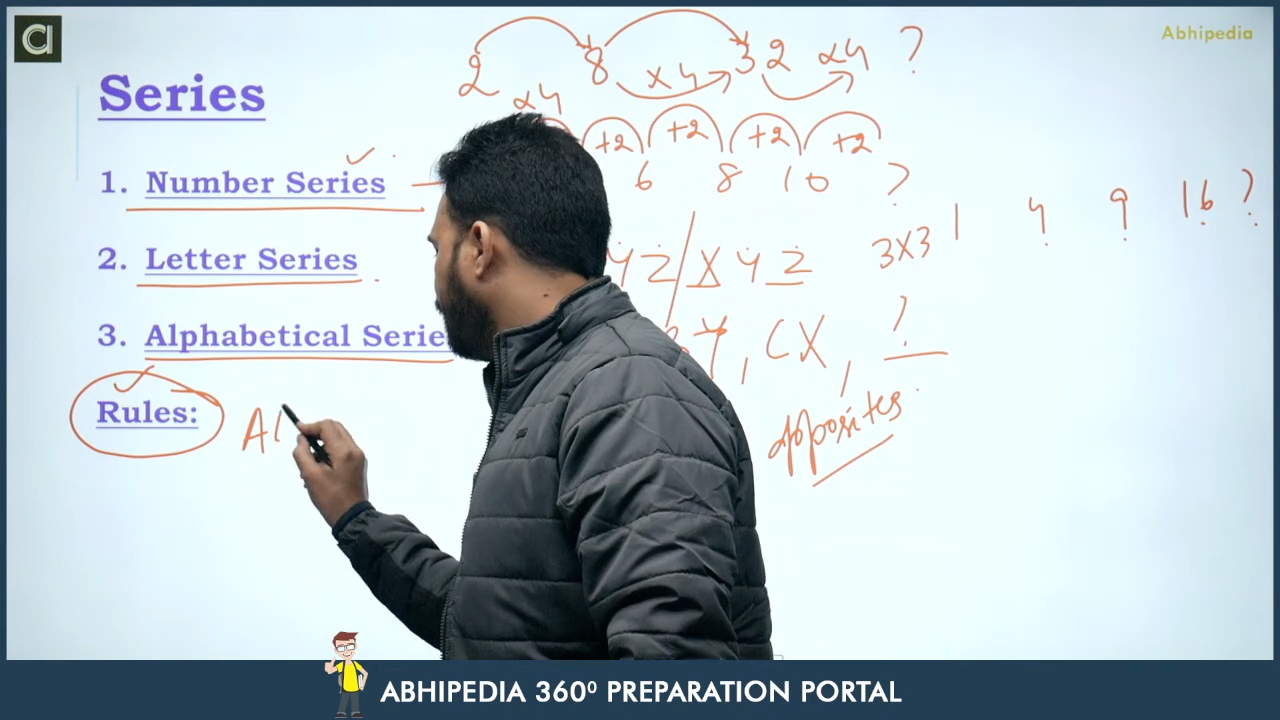 Abhipedia
2 8 32 ×4 ?
×4
×4
Series
+2 +2 +2 +2
1. Number Series
6 8 10 ?
1 4 9 16 ?
2. Letter Series
Y Z / X Y Z
3×3
3. Alphabetical Serie
Y, CX, ?
Rules:
A
opposites
ABHIPEDIA 360⁰ PREPARATION PORTAL